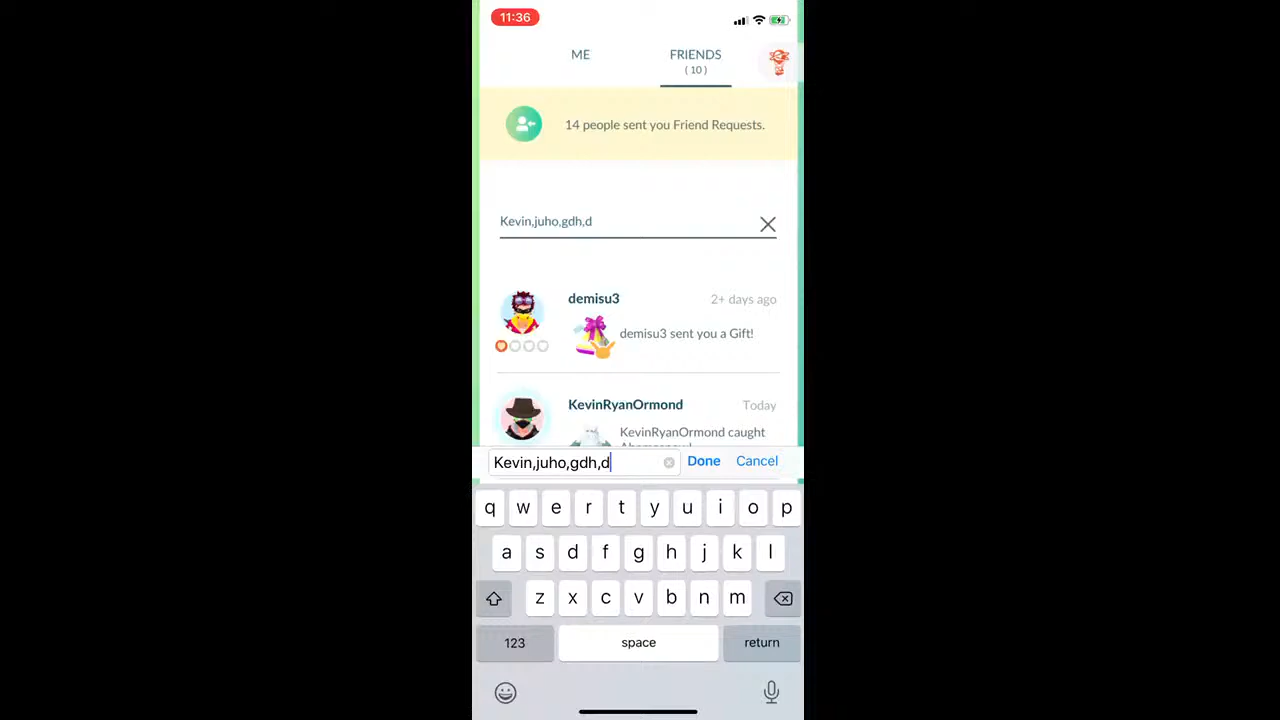 11:36
ME
FRIENDS
( 10 )
14 people sent you Friend Requests.
Kevin,juho,gdh,d
demisu3
2+ days ago
demisu3 sent you a Gift!
KevinRyanOrmond
Today
KevinRyanOrmond caught
Kevin,juho,gdh,d
Done
Cancel
q w e r t y u i o p
a s d f g h j k l
z x c v b n m
123
space
return